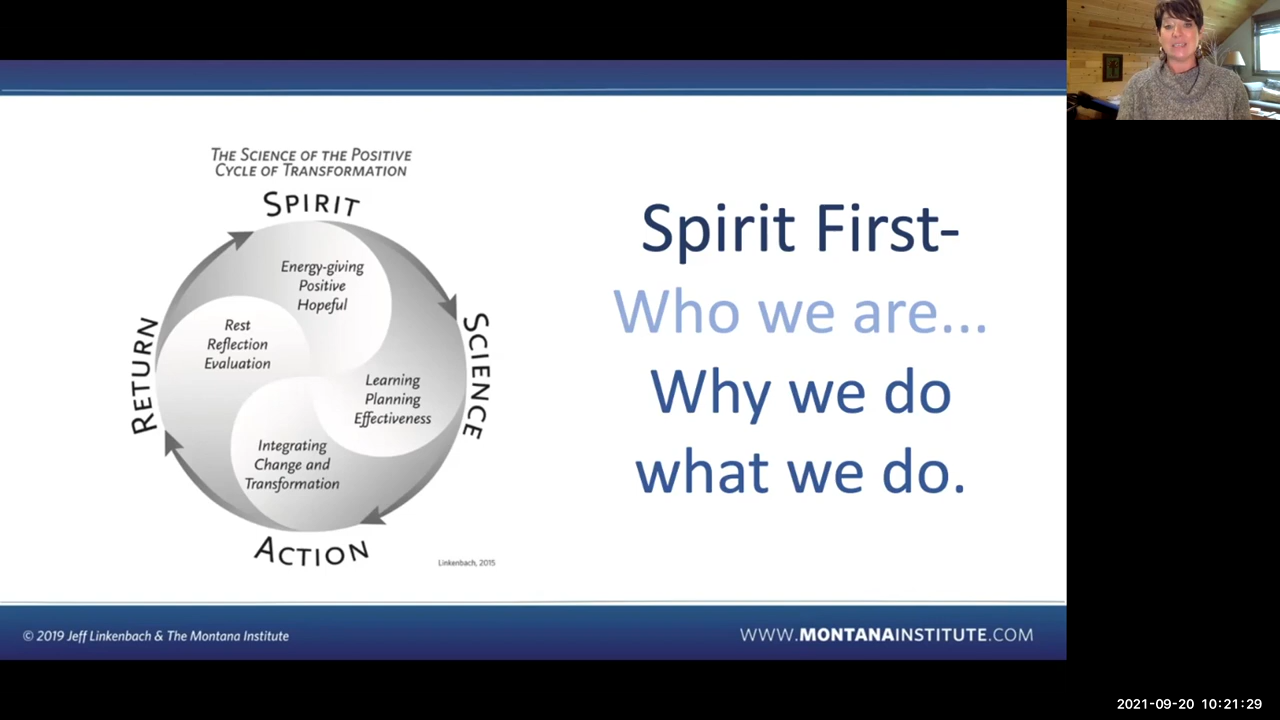 THE SCIENCE OF THE POSITIVE
CYCLE OF TRANSFORMATION
SPIRIT
Energy-giving
Positive
Hopeful
SCIENCE
Learning
Planning
Effectiveness
ACTION
Integrating
Change and
Transformation
RETURN
Rest
Reflection
Evaluation
Linkenbach, 2015
Spirit First-
Who we are...
Why we do
what we do.
© 2019 Jeff Linkenbach & The Montana Institute
WWW.MONTANAINSTITUTE.COM
2021-09-20 10:21:29